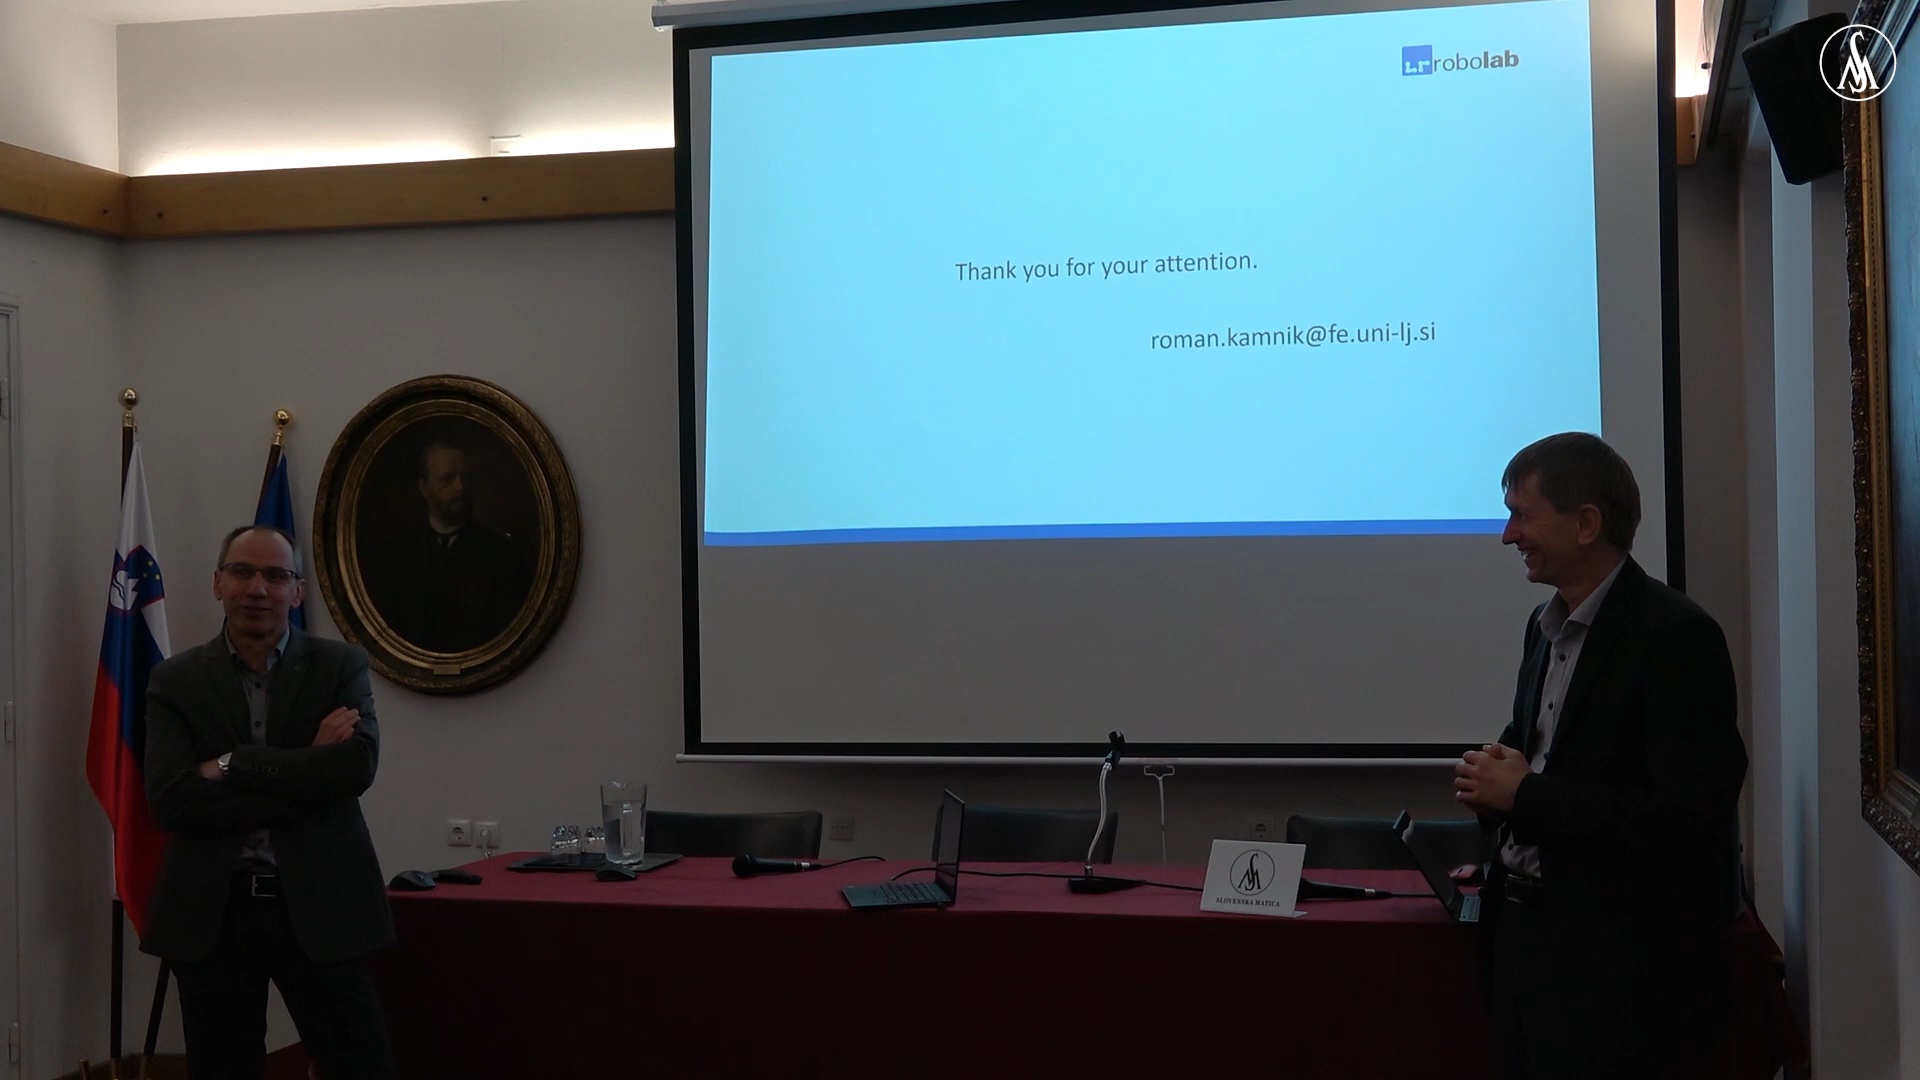 robolab
Thank you for your attention.
roman.kamnik@fe.uni-lj.si
SLOVENSKA MATICA